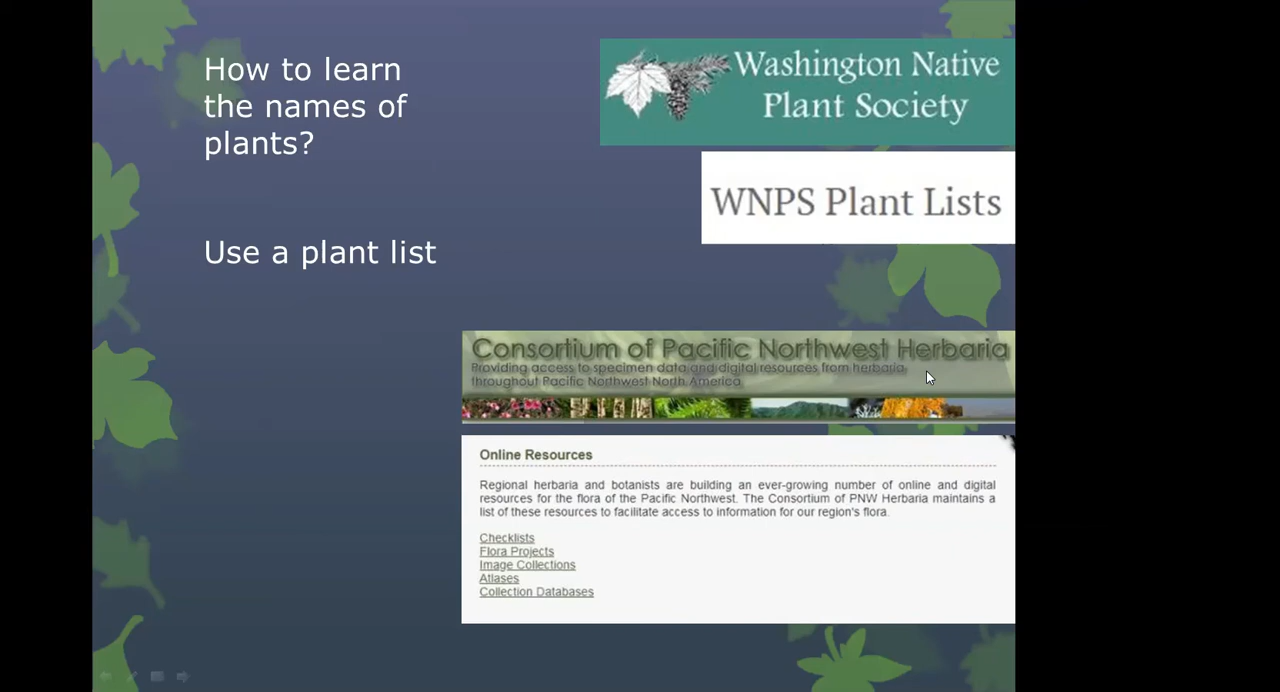 How to learn
the names of
plants?
Use a plant list
Washington Native
Plant Society
WNPS Plant Lists
Consortium of Pacific Northwest Herbaria
Providing access to specimen data and digital resources from herbaria
throughout Pacific Northwest North America
Online Resources
Regional herbaria and botanists are building an ever-growing number of online and digital
resources for the flora of the Pacific Northwest. The Consortium of PNW Herbaria maintains a
list of these resources to facilitate access to information for our region's flora.
Checklists
Flora Projects
Image Collections
Atlases
Collection Databases